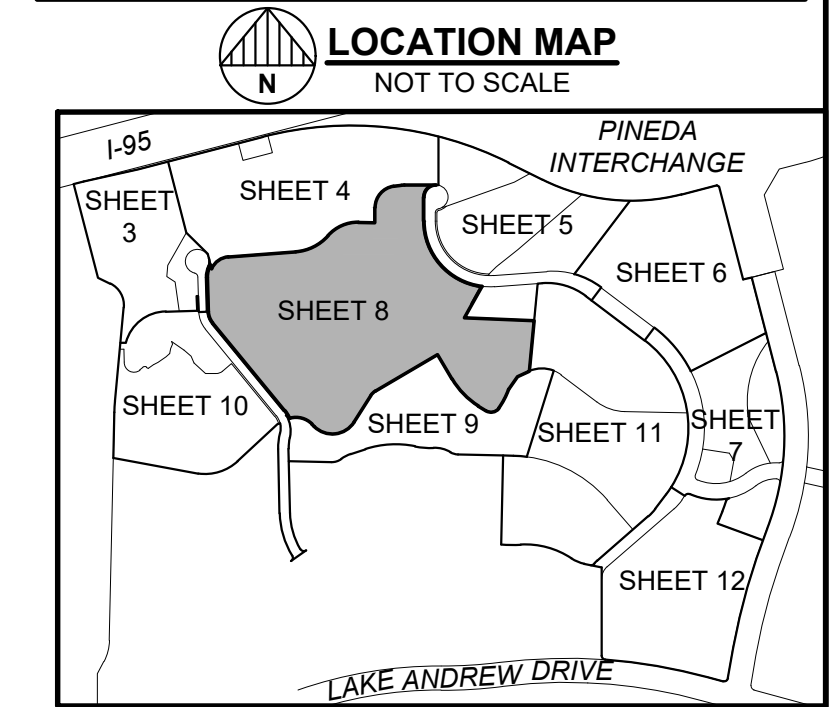 N
LOCATION MAP
NOT TO SCALE
I-95
PINEDA
INTERCHANGE
SHEET
3
SHEET 4
SHEET 5
SHEET 6
SHEET 8
SHEET 10
SHEET 9
SHEET 11
SHEET
7
SHEET 12
LAKE ANDREW DRIVE